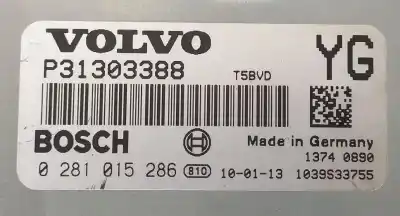 VOLVO
YG
P31303388
T5BVD
BOSCH
Made in Germany
1374 0890
0 281 015 286 810 10-01-13 1039S33755